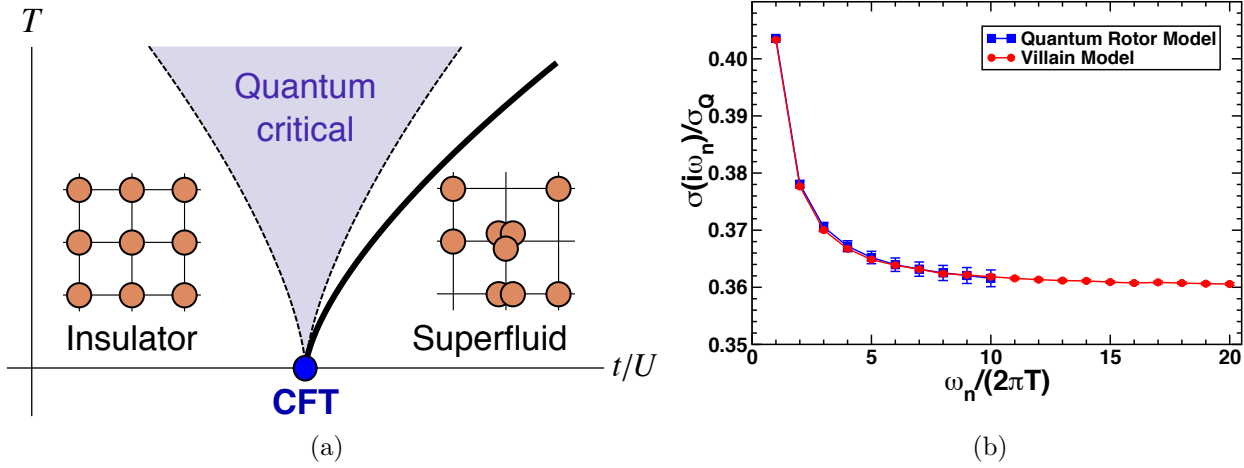 T
Quantum
critical
Insulator
Superfluid
t/U
CFT
(a)
σ(iω_n)/σ_Q
0.40
0.39
0.38
0.37
0.36
0.35
Quantum Rotor Model
Villain Model
0 5 10 15 20
ω_n/(2πT)
(b)